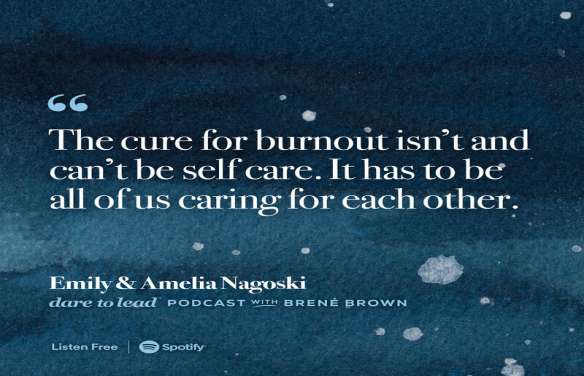 “
The cure for burnout isn’t and
can’t be self care. It has to be
all of us caring for each other.
Emily & Amelia Nagoski
dare to lead PODCAST WITH BRENÉ BROWN
Listen Free | Spotify